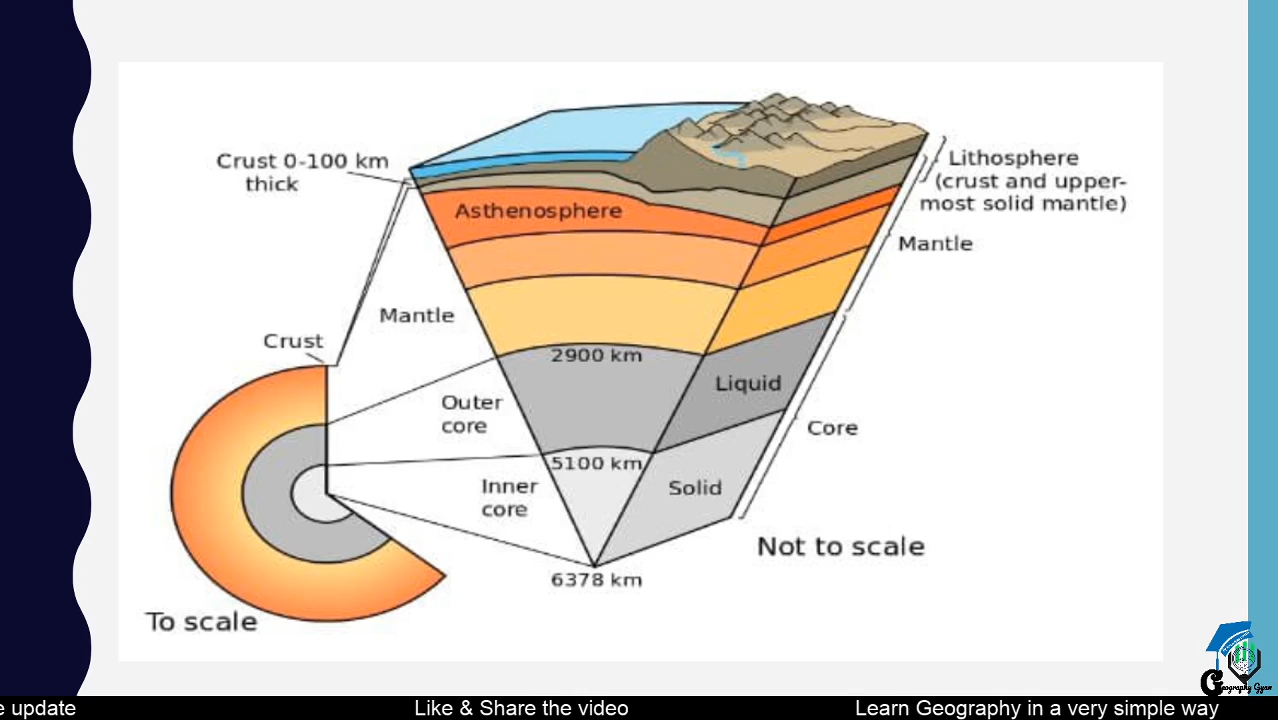 Crust 0-100 km
thick
Lithosphere
(crust and upper-
most solid mantle)
Asthenosphere
Mantle
Mantle
Crust
2900 km
Liquid
Outer
core
Core
5100 km
Inner
core
Solid
Not to scale
6378 km
To scale
Geography Gyan
e update
Like & Share the video
Learn Geography in a very simple way